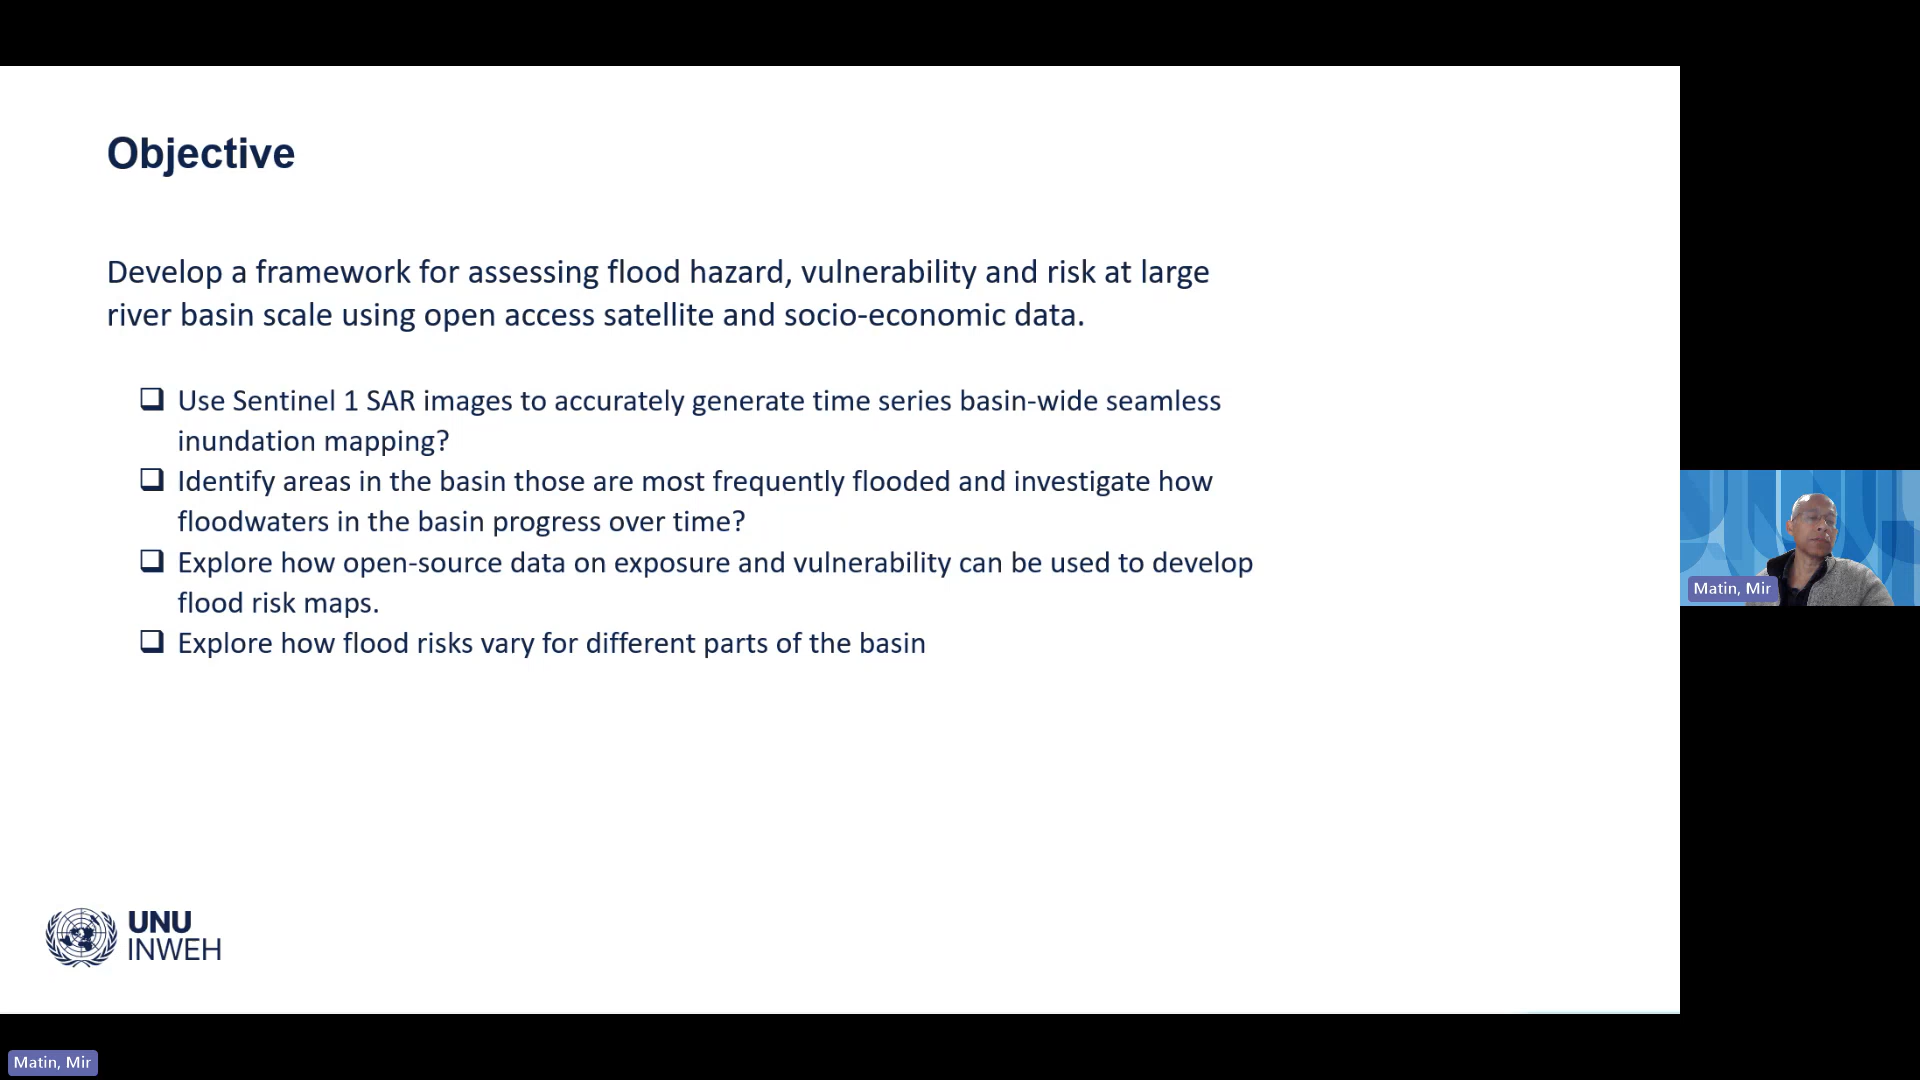 Objective
Develop a framework for assessing flood hazard, vulnerability and risk at large
river basin scale using open access satellite and socio-economic data.
❑ Use Sentinel 1 SAR images to accurately generate time series basin-wide seamless
inundation mapping?
❑ Identify areas in the basin those are most frequently flooded and investigate how
floodwaters in the basin progress over time?
❑ Explore how open-source data on exposure and vulnerability can be used to develop
flood risk maps.
❑ Explore how flood risks vary for different parts of the basin
UNU
INWEH
Matin, Mir
Matin, Mir